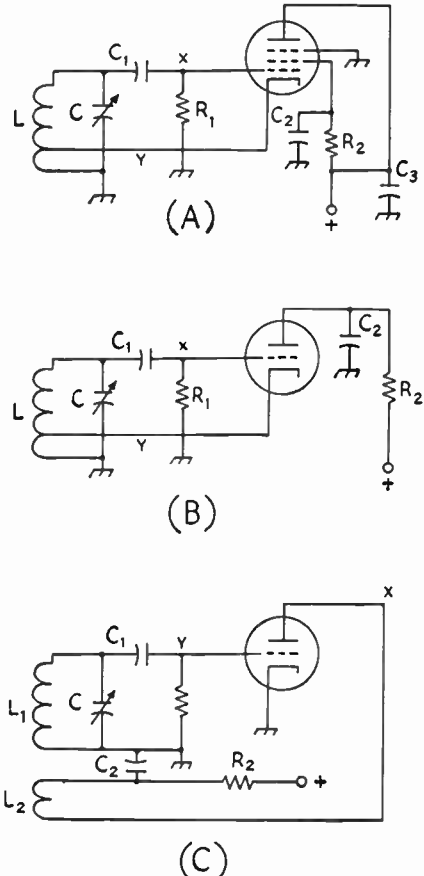 C1 X
L C R1
C2 R2
Y
C3
+
(A)
C1 X C2
L C R1 R2
Y
+
(B)
X
C1 Y
L1 C
C2 R2 +
L2
(C)